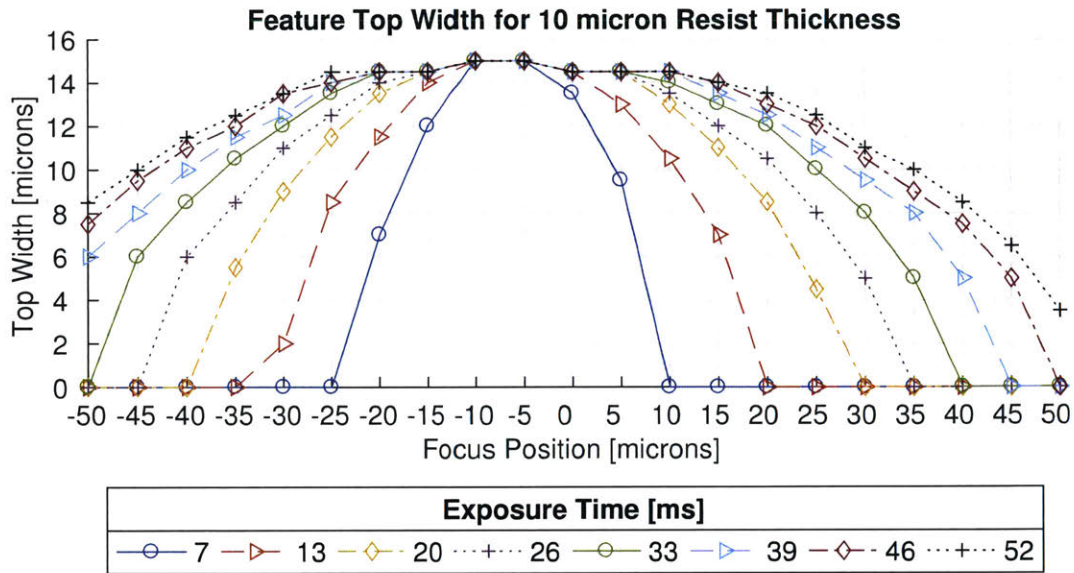 Feature Top Width for 10 micron Resist Thickness
Top Width [microns]
16
14
12
10
8
6
4
2
0
-50 -45 -40 -35 -30 -25 -20 -15 -10 -5 0 5 10 15 20 25 30 35 40 45 50
Focus Position [microns]
Exposure Time [ms]
7 13 20 26 33 39 46 52